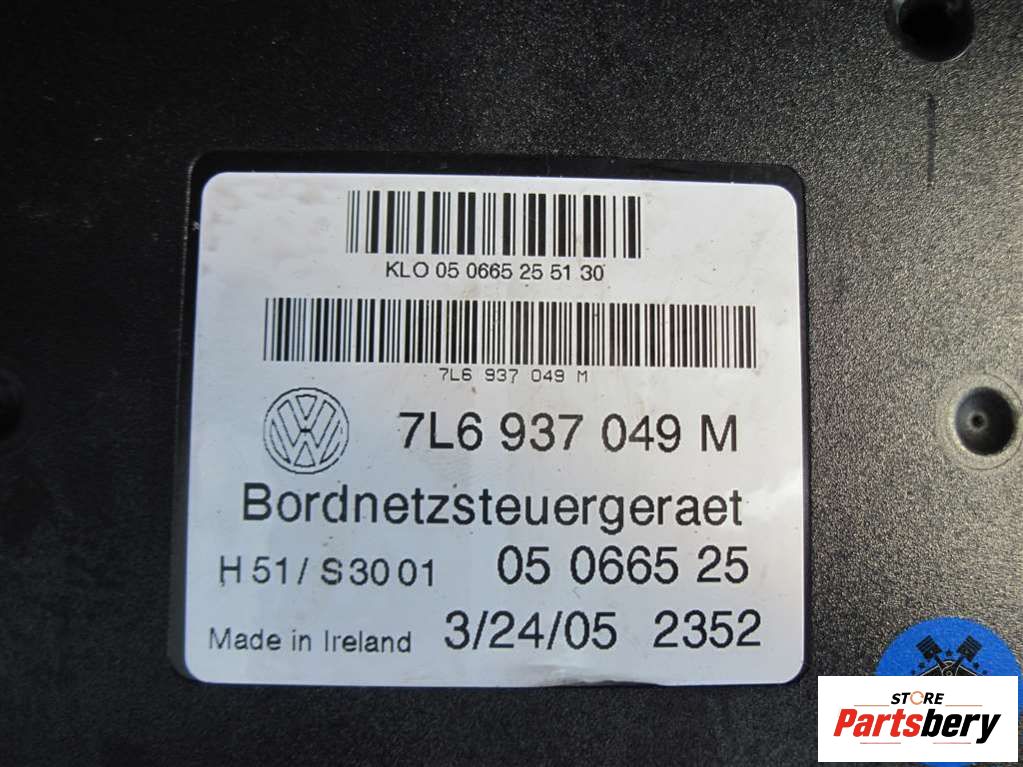 KLO 05 0665 25 51 30
7L6 937 049 M
7L6 937 049 M
Bordnetzsteuergeraet
H 51 / S 30 01 05 0665 25
Made in Ireland 3/24/05 2352
STORE
Partsbery